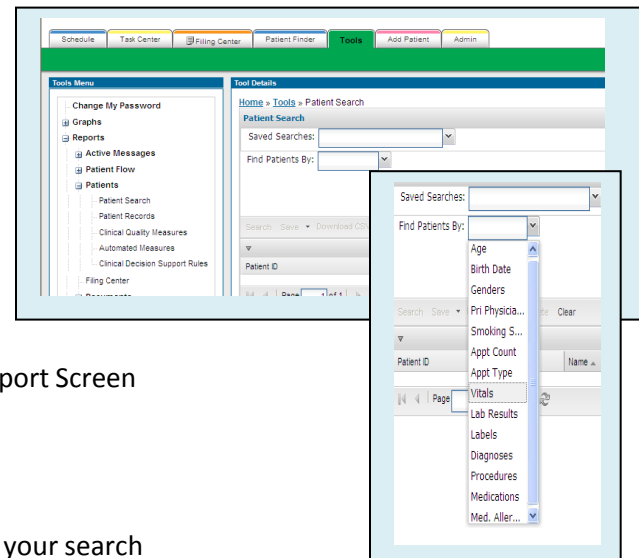 Schedule Task Center Filing Center Patient Finder Tools Add Patient Admin
Tools Menu
Change My Password
Graphs
Reports
Active Messages
Patient Flow
Patients
Patient Search
Patient Records
Clinical Quality Measures
Automated Measures
Clinical Decision Support Rules
Filing Center
Documents
Tool Details
Home » Tools » Patient Search
Patient Search
Saved Searches:
Find Patients By:
Search Save Download CSV
Patient ID
Page 1 of 1
Saved Searches:
Find Patients By:
Age
Birth Date
Genders
Pri Physicia...
Smoking S...
Appt Count
Appt Type
Vitals
Lab Results
Labels
Diagnoses
Procedures
Medications
Med. Aller...
Search Save Clear
Patient ID Name
Page
port Screen
your search